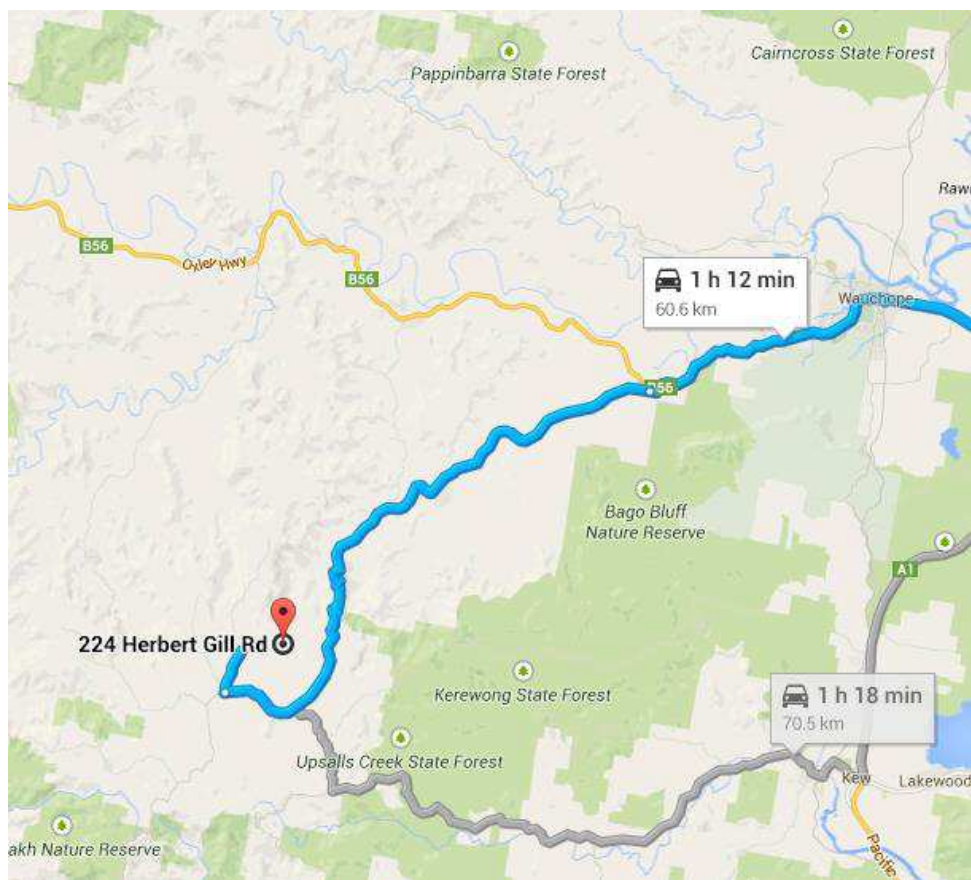 Cairncross State Forest
Pappinbarra State Forest
Raw
B56
Oxley Hwy
B56
1 h 12 min
60.6 km
Wauchope
B56
Bago Bluff
Nature Reserve
A1
224 Herbert Gill Rd
Kerewong State Forest
1 h 18 min
70.5 km
Upsalls Creek State Forest
Kew
Lakewood
akh Nature Reserve
Pacific